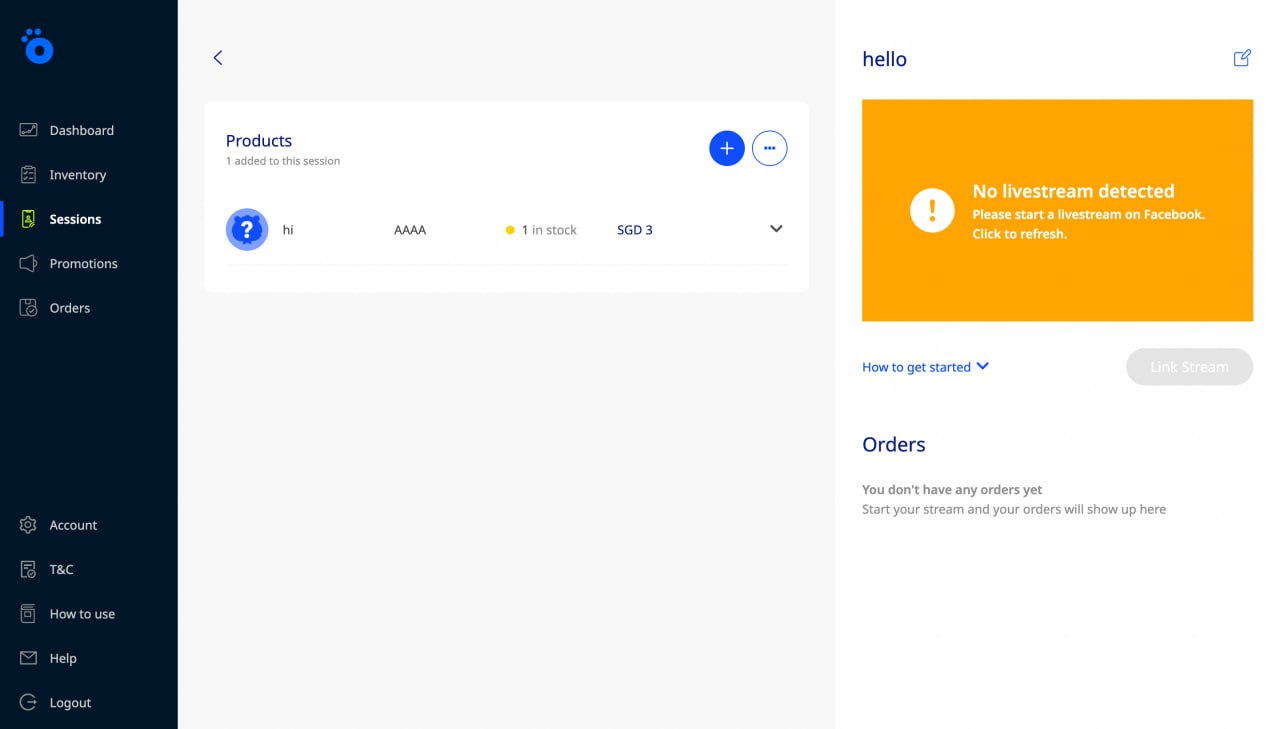 Dashboard
Inventory
Sessions
Promotions
Orders
Account
T&C
How to use
Help
Logout
Products
1 added to this session
hi AAAA 1 in stock SGD 3
hello
No livestream detected
Please start a livestream on Facebook.
Click to refresh.
How to get started
Link Stream
Orders
You don't have any orders yet
Start your stream and your orders will show up here